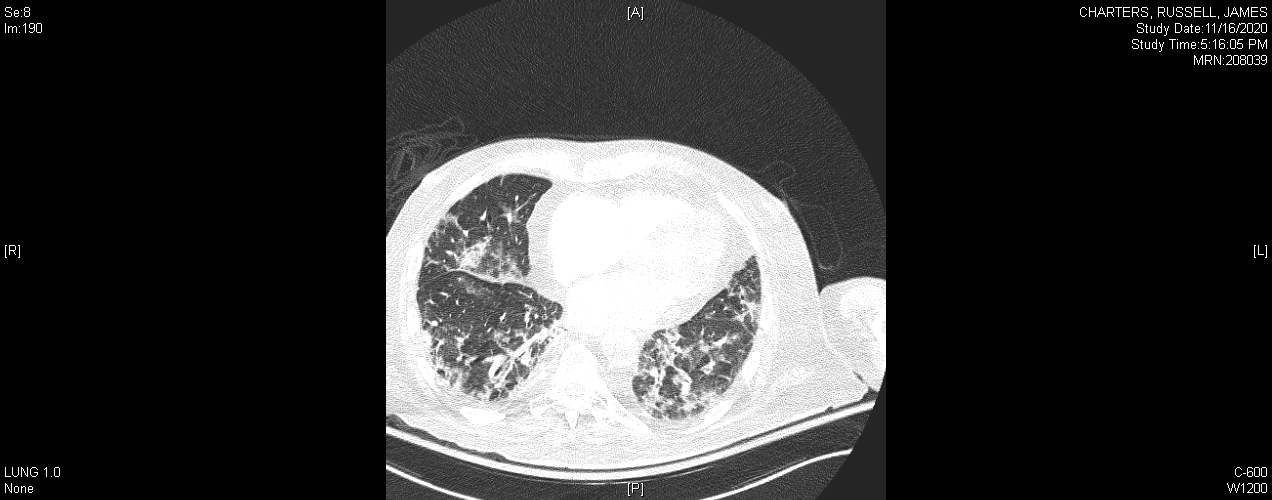 Se:8
Im:190
[A]
CHARTERS, RUSSELL, JAMES
Study Date:11/16/2020
Study Time:5:16:05 PM
MRN:208039
[R]
[L]
LUNG 1.0
None
[P]
C-600
W1200